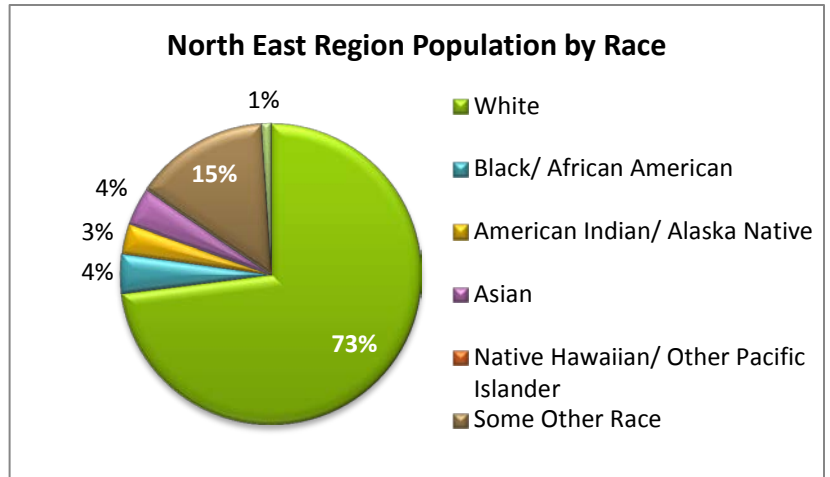 North East Region Population by Race
1%
15%
4%
3%
4%
73%
White
Black/ African American
American Indian/ Alaska Native
Asian
Native Hawaiian/ Other Pacific
Islander
Some Other Race